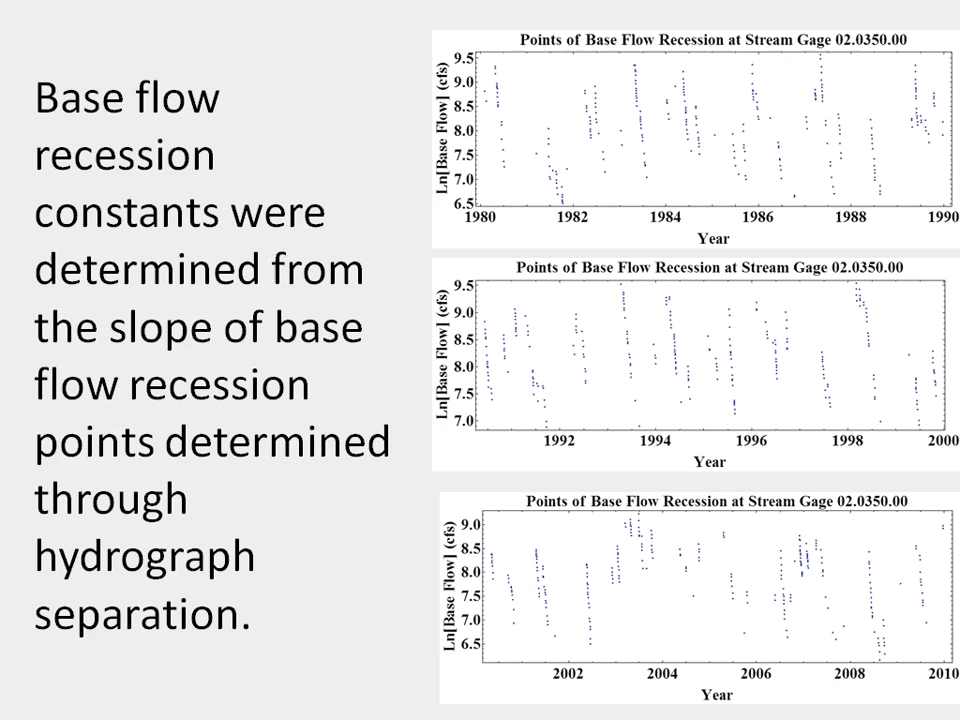 Base flow
recession
constants were
determined from
the slope of base
flow recession
points determined
through
hydrograph
separation.
Points of Base Flow Recession at Stream Gage 02.0350.00
Ln[Base Flow] (cfs)
9.5
9.0
8.5
8.0
7.5
7.0
6.5
1980 1982 1984 1986 1988 1990
Year
Points of Base Flow Recession at Stream Gage 02.0350.00
Ln[Base Flow] (cfs)
9.5
9.0
8.5
8.0
7.5
7.0
1992 1994 1996 1998 2000
Year
Points of Base Flow Recession at Stream Gage 02.0350.00
Ln[Base Flow] (cfs)
9.0
8.5
8.0
7.5
7.0
6.5
2002 2004 2006 2008 2010
Year